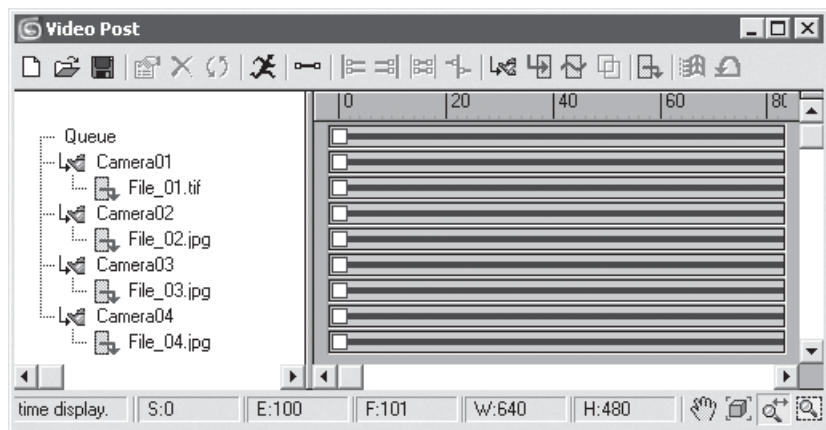 Video Post
0 20 40 60 80
Queue
Camera01
File_01.tif
Camera02
File_02.jpg
Camera03
File_03.jpg
Camera04
File_04.jpg
time display. S:0 E:100 F:101 W:640 H:480